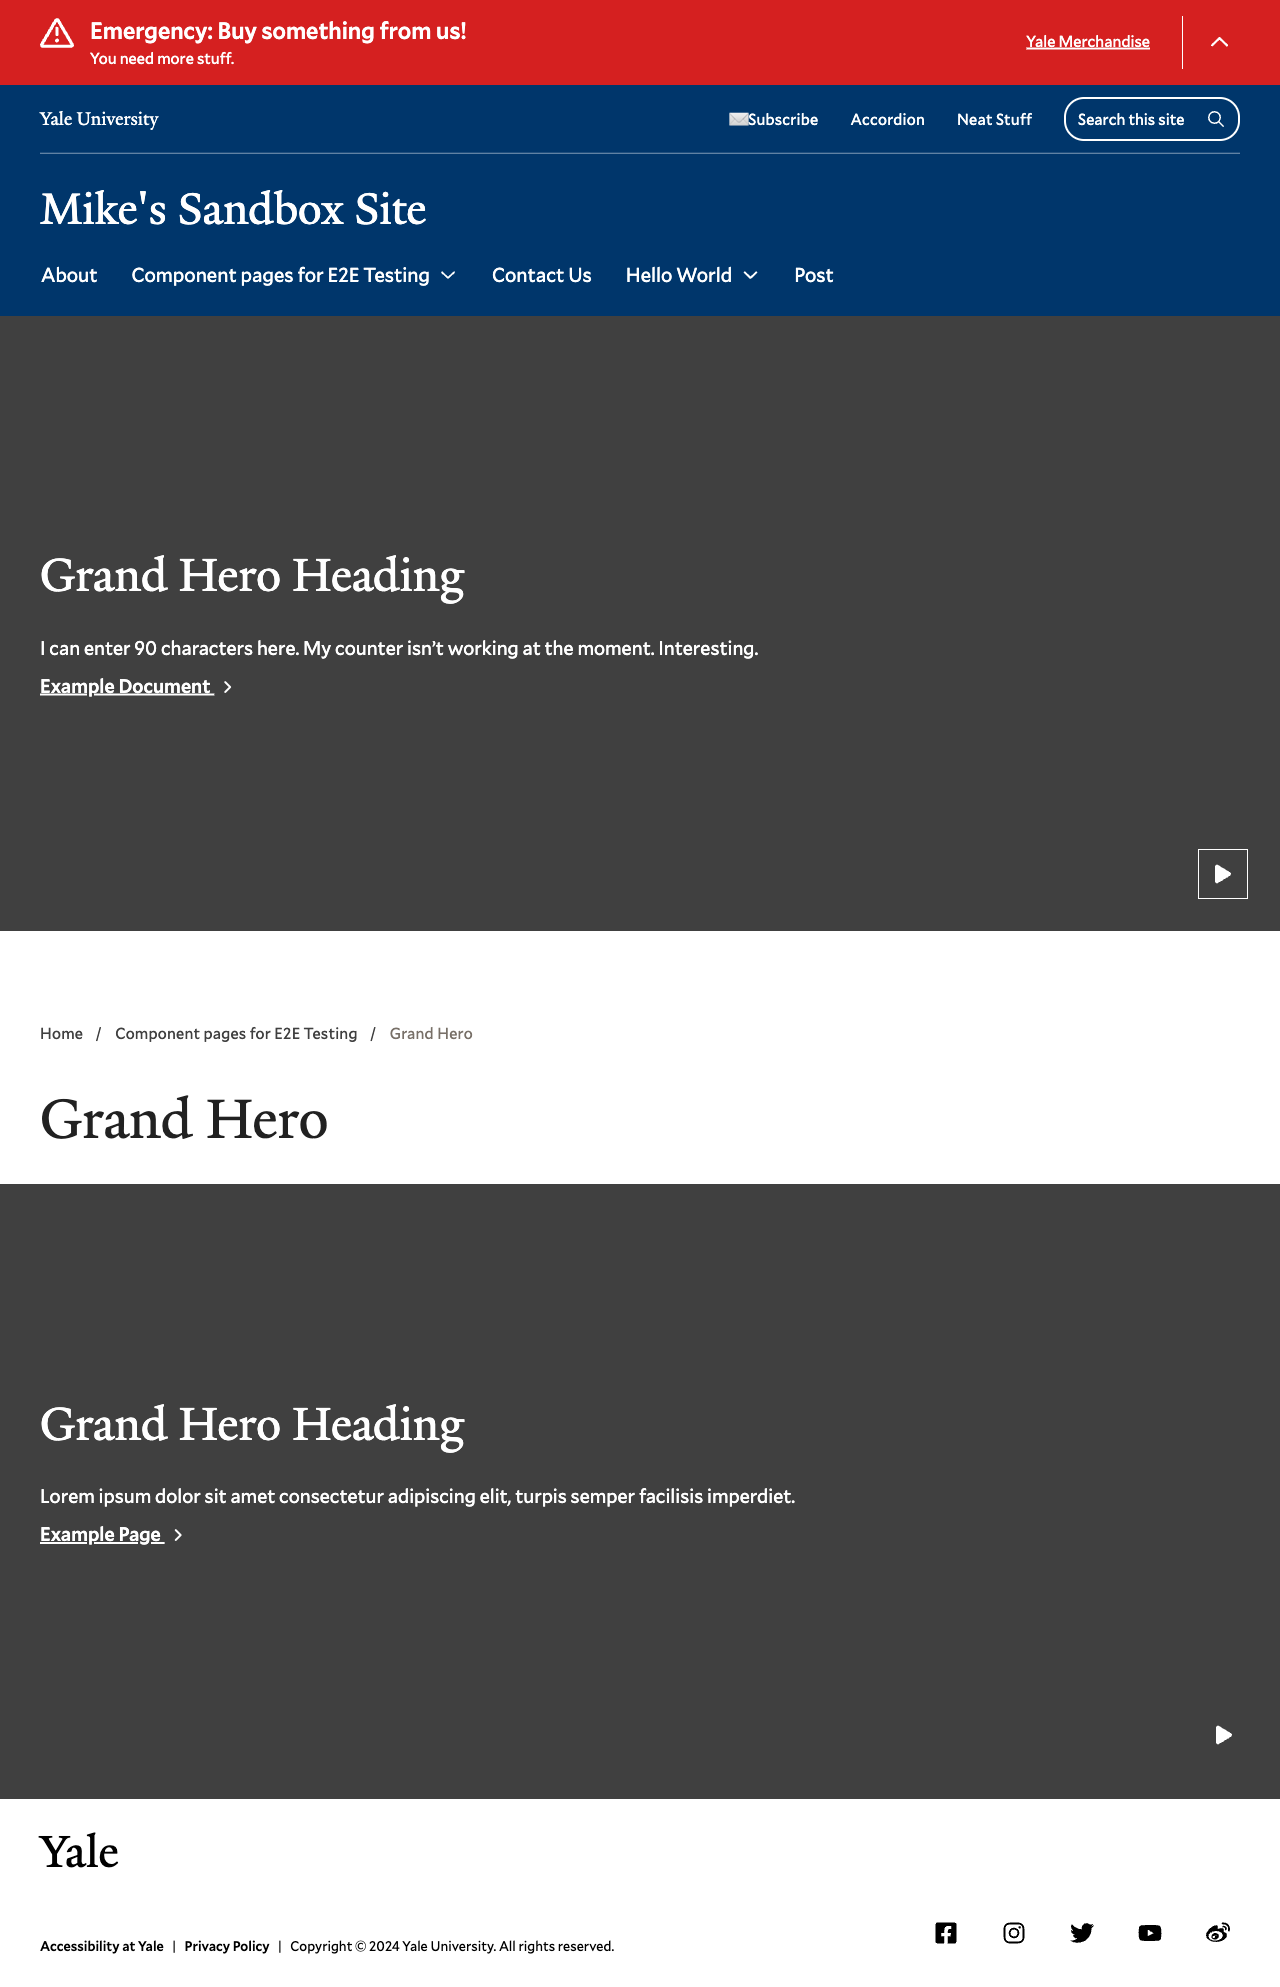 Emergency: Buy something from us!
You need more stuff.
Yale Merchandise
Yale University
Subscribe
Accordion
Neat Stuff
Search this site
Mike's Sandbox Site
About
Component pages for E2E Testing
Contact Us
Hello World
Post
Grand Hero Heading
I can enter 90 characters here. My counter isn’t working at the moment. Interesting.
Example Document
Home / Component pages for E2E Testing / Grand Hero
Grand Hero
Grand Hero Heading
Lorem ipsum dolor sit amet consectetur adipiscing elit, turpis semper facilisis imperdiet.
Example Page
Yale
Accessibility at Yale | Privacy Policy | Copyright © 2024 Yale University. All rights reserved.